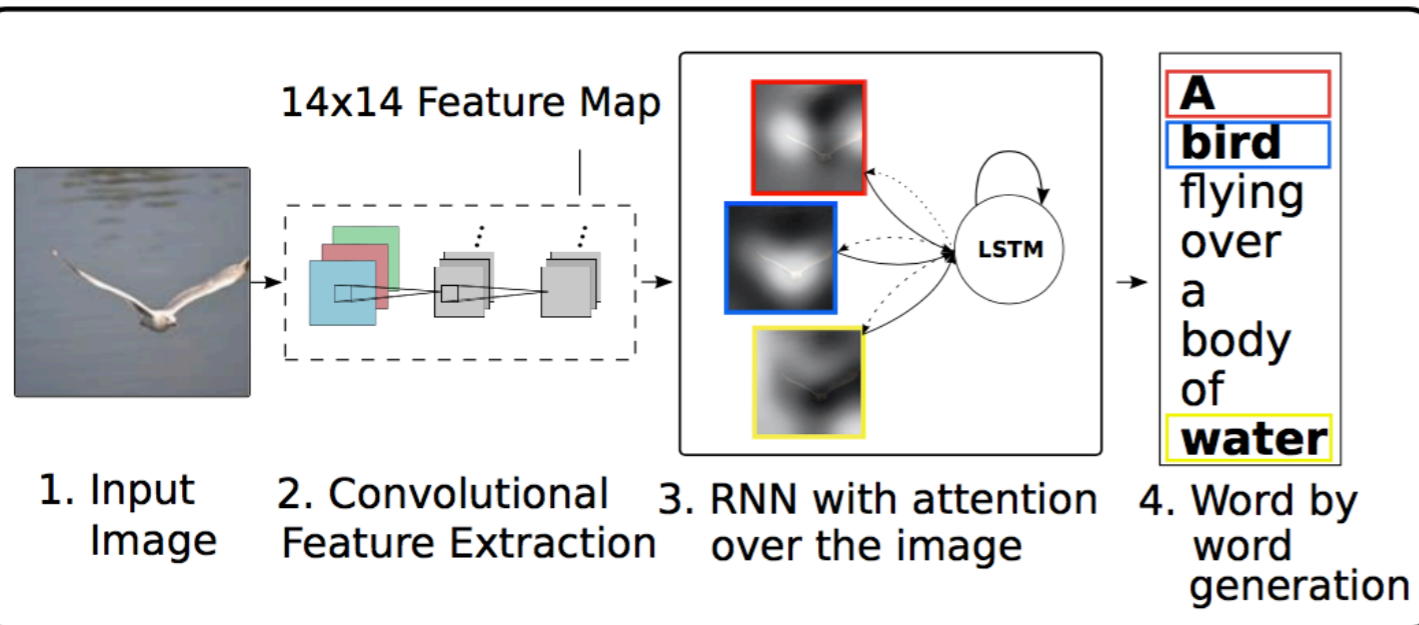 14x14 Feature Map
LSTM
A
bird
flying
over
a
body
of
water
1. Input
Image
2. Convolutional
Feature Extraction
3. RNN with attention
over the image
4. Word by
word
generation